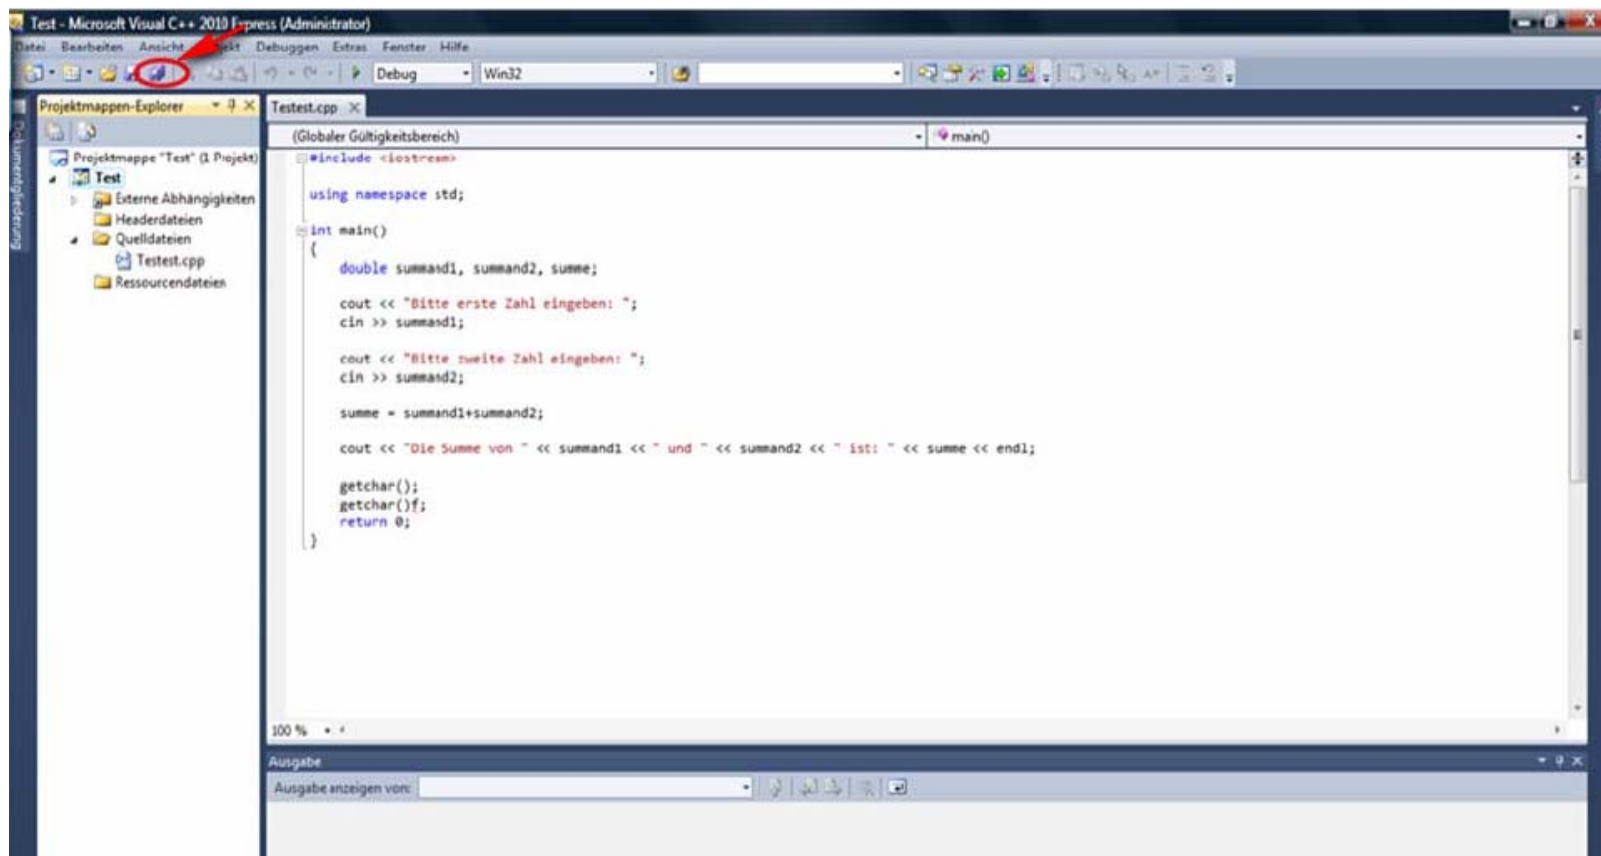 Test - Microsoft Visual C++ 2010 Express (Administrator)
Datei Bearbeiten Ansicht Debuggen Extras Fenster Hilfe
Debug Win32
Projektmappen-Explorer
Testest.cpp
Dokumentgliederung
(Globaler Gültigkeitsbereich) main()
Projektmappe "Test" (1 Projekt)
Test
Externe Abhängigkeiten
Headerdateien
Quelldateien
Testest.cpp
Ressourcendateien
#include <iostream>
using namespace std;
int main()
{
double summand1, summand2, summe;
cout << "Bitte erste Zahl eingeben: ";
cin >> summand1;
cout << "Bitte zweite Zahl eingeben: ";
cin >> summand2;
summe = summand1+summand2;
cout << "Die Summe von " << summand1 << " und " << summand2 << " ist: " << summe << endl;
getchar();
getchar()f;
return 0;
}
100 %
Ausgabe
Ausgabe anzeigen von: